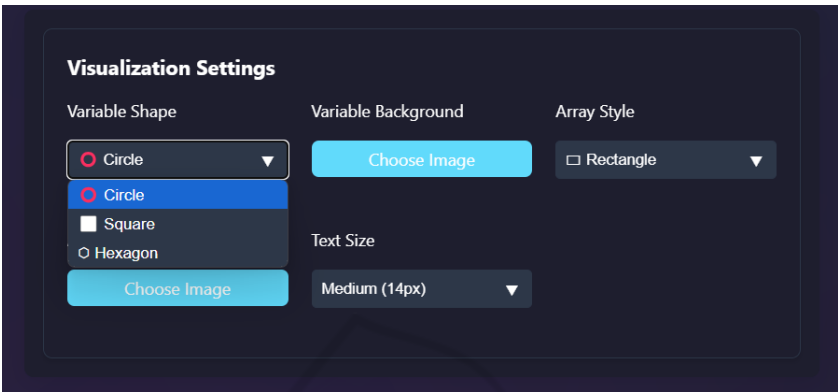 Visualization Settings
Variable Shape
Variable Background
Array Style
Circle
Choose Image
Rectangle
Circle
Square
Hexagon
Text Size
Choose Image
Medium (14px)